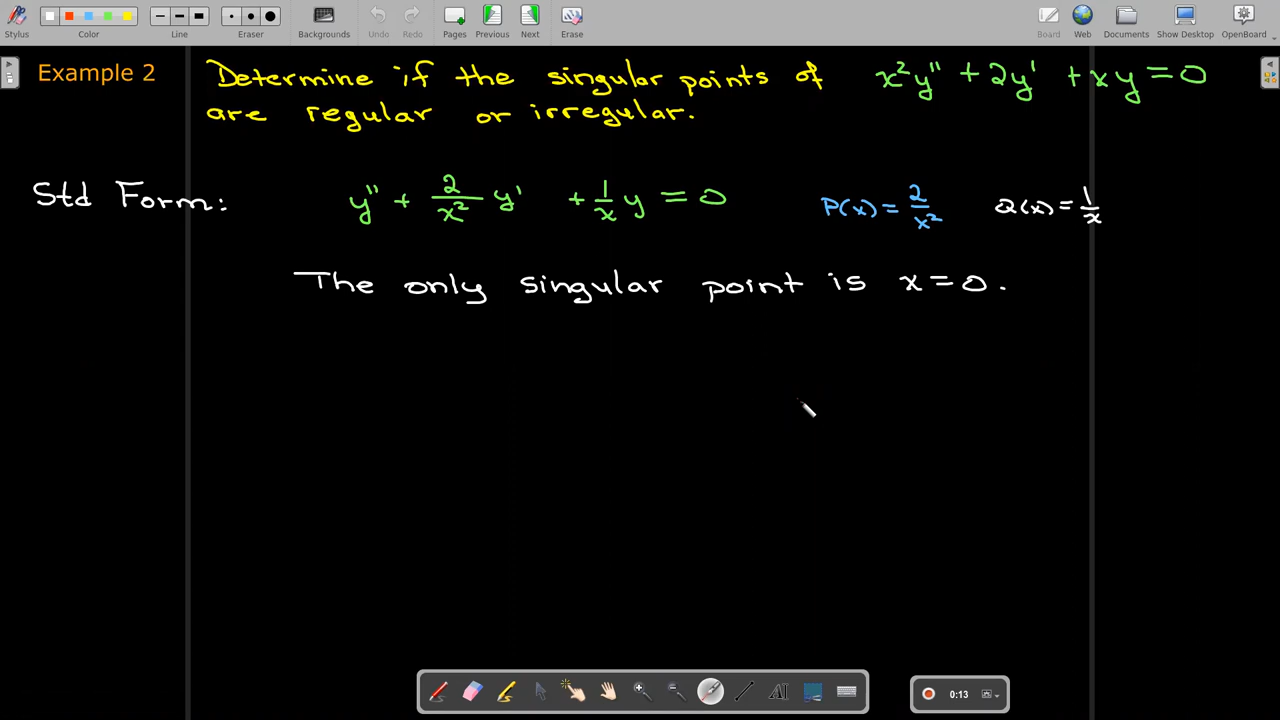 Stylus Color Line Eraser Backgrounds Undo Redo Pages Previous Next Erase Board Web Documents Show Desktop OpenBoard
Example 2 Determine if the singular points of x²y'' + 2y' + xy = 0
are regular or irregular.
Std Form: y'' + 2/x² y' + 1/x y = 0 P(x) = 2/x² Q(x) = 1/x
The only singular point is x = 0.
0:13